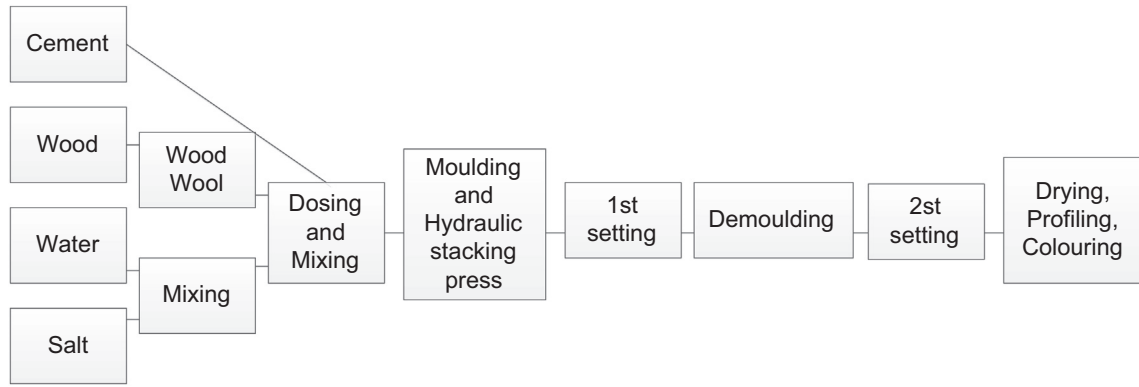 Cement
Wood
Water
Salt
Wood
Wool
Mixing
Dosing
and
Mixing
Moulding
and
Hydraulic
stacking
press
1st
setting
Demoulding
2st
setting
Drying,
Profiling,
Colouring